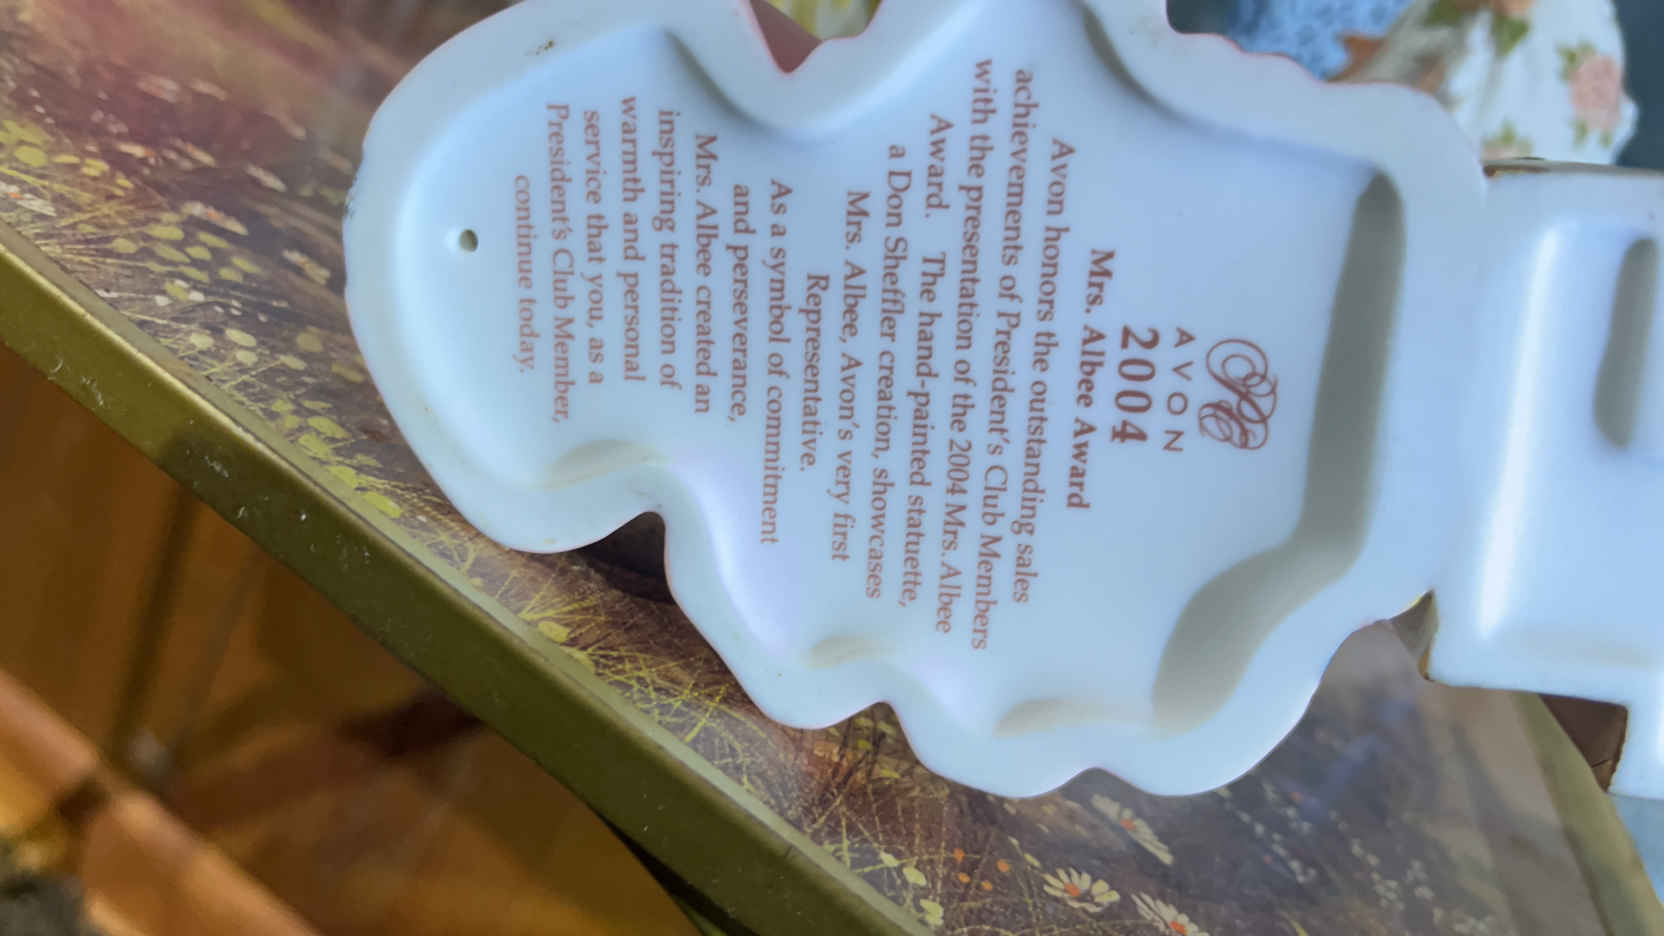 PC
AVON
2004
Mrs. Albee Award
Avon honors the outstanding sales
achievements of President's Club Members
with the presentation of the 2004 Mrs. Albee
Award. The hand-painted statuette,
a Don Sheffler creation, showcases
Mrs. Albee, Avon's very first
Representative.
As a symbol of commitment
and perseverance,
Mrs. Albee created an
inspiring tradition of
warmth and personal
service that you, as a
President's Club Member,
continue today.